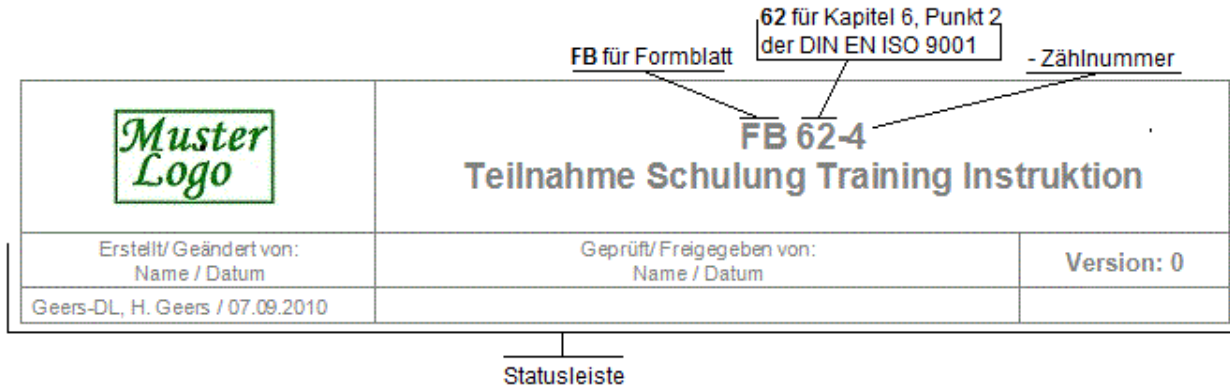 62 für Kapitel 6, Punkt 2
der DIN EN ISO 9001
FB für Formblatt
- Zählnummer
Muster
Logo
FB 62-4
Teilnahme Schulung Training Instruktion
Erstellt/ Geändert von:
Name / Datum
Geprüft/ Freigegeben von:
Name / Datum
Version: 0
Geers-DL, H. Geers / 07.09.2010
Statusleiste